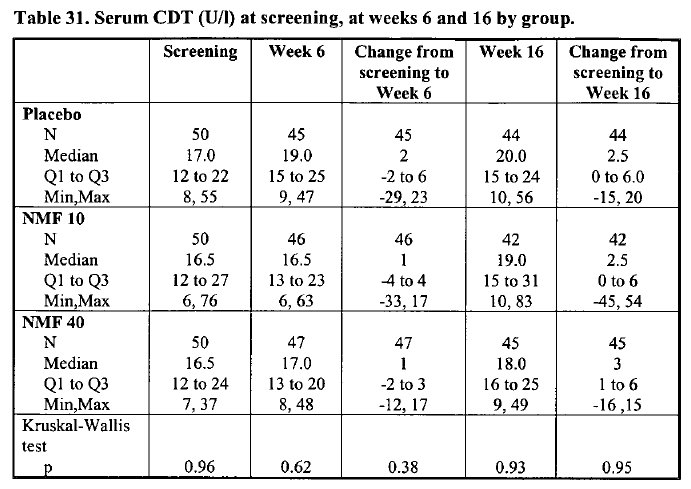 Table 31. Serum CDT (U/l) at screening, at weeks 6 and 16 by group.
Screening Week 6 Change from screening to Week 6 Week 16 Change from screening to Week 16
Placebo
N 50 45 45 44 44
Median 17.0 19.0 2 20.0 2.5
Q1 to Q3 12 to 22 15 to 25 -2 to 6 15 to 24 0 to 6.0
Min,Max 8, 55 9, 47 -29, 23 10, 56 -15, 20
NMF 10
N 50 46 46 42 42
Median 16.5 16.5 1 19.0 2.5
Q1 to Q3 12 to 27 13 to 23 -4 to 4 15 to 31 0 to 6
Min,Max 6, 76 6, 63 -33, 17 10, 83 -45, 54
NMF 40
N 50 47 47 45 45
Median 16.5 17.0 1 18.0 3
Q1 to Q3 12 to 24 13 to 20 -2 to 3 16 to 25 1 to 6
Min,Max 7, 37 8, 48 -12, 17 9, 49 -16 ,15
Kruskal-Wallis
test
p 0.96 0.62 0.38 0.93 0.95